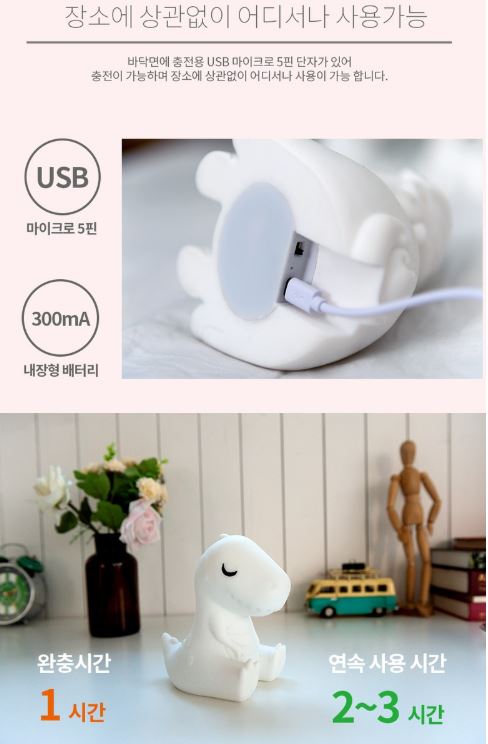 장소에 상관없이 어디서나 사용가능
바닥면에 충전용 USB 마이크로 5핀 단자가 있어
충전이 가능하며 장소에 상관없이 어디서나 사용이 가능 합니다.
USB
마이크로 5핀
300mA
내장형 배터리
완충시간
1 시간
연속 사용 시간
2~3 시간